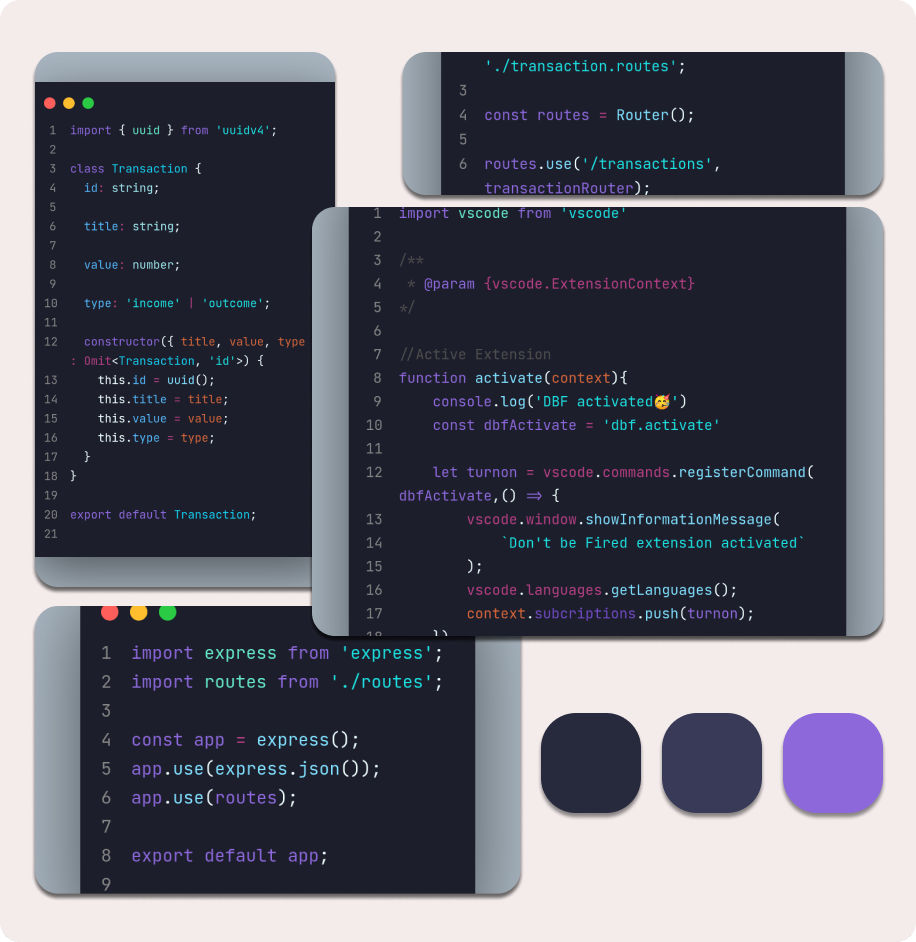 1 import { uuid } from 'uuidv4';
2
3 class Transaction {
4 id: string;
5
6 title: string;
7
8 value: number;
9
10 type: 'income' | 'outcome';
11
12 constructor({ title, value, type
: Omit<Transaction, 'id'>) {
13 this.id = uuid();
14 this.title = title;
15 this.value = value;
16 this.type = type;
17 }
18 }
19
20 export default Transaction;
21
'./transaction.routes';
3
4 const routes = Router();
5
6 routes.use('/transactions',
transactionRouter);
1 import vscode from 'vscode'
2
3 /**
4 * @param {vscode.ExtensionContext}
5 */
6
7 //Active Extension
8 function activate(context){
9 console.log('DBF activated🥳')
10 const dbfActivate = 'dbf.activate'
11
12 let turnon = vscode.commands.registerCommand(
dbfActivate,() => {
13 vscode.window.showInformationMessage(
14 `Don't be Fired extension activated`
15 );
16 vscode.languages.getLanguages();
17 context.subcriptions.push(turnon);
18 })
1 import express from 'express';
2 import routes from './routes';
3
4 const app = express();
5 app.use(express.json());
6 app.use(routes);
7
8 export default app;
9